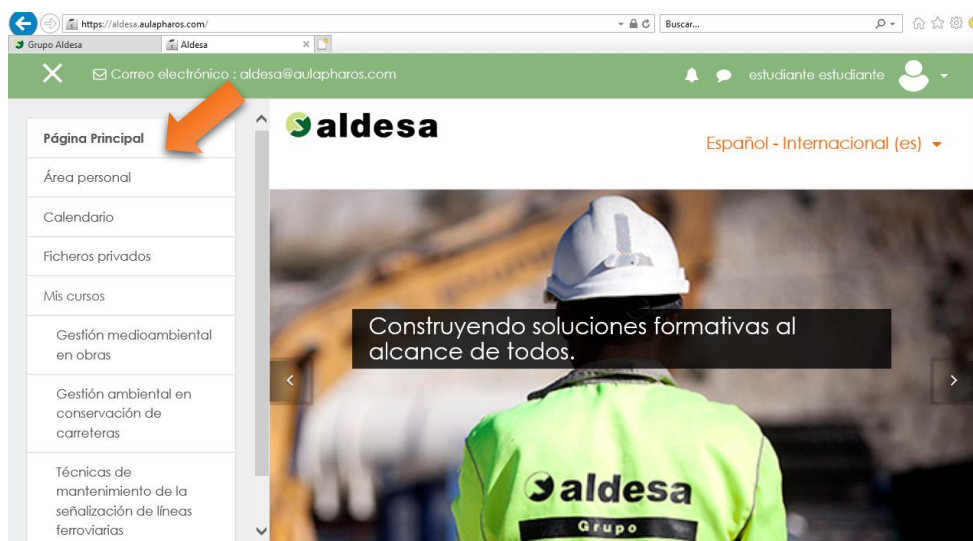 https://aldesa.aulapharos.com/
Buscar...
Grupo Aldesa
Aldesa
Correo electrónico : aldesa@aulapharos.com
estudiante estudiante
Página Principal
Área personal
Calendario
Ficheros privados
Mis cursos
Gestión medioambiental
en obras
Gestión ambiental en
conservación de
carreteras
Técnicas de
mantenimiento de la
señalización de líneas
ferroviarias
aldesa
Español - Internacional (es)
Construyendo soluciones formativas al
alcance de todos.
aldesa
Grupo